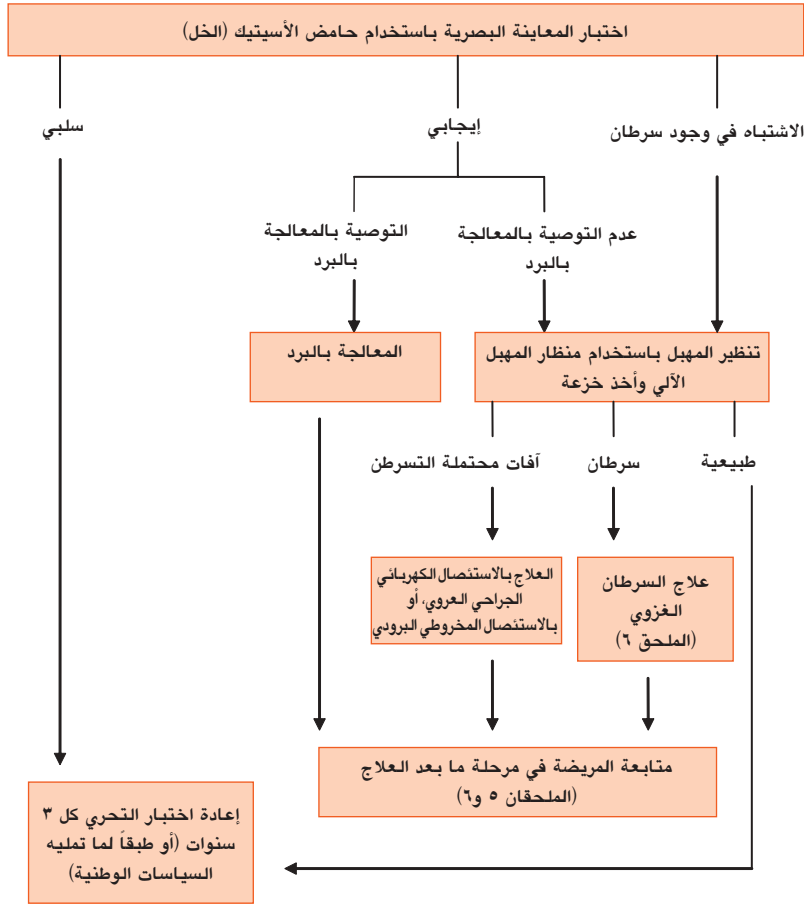 اختبار المعاينة البصرية باستخدام حامض الأسيتيك (الخل)
الاشتباه في وجود سرطان
إيجابي
سلبي
عدم التوصية بالمعالجة
بالبرد
التوصية بالمعالجة
بالبرد
تنظير المهبل باستخدام منظار المهبل
الآلي وأخذ خزعة
المعالجة بالبرد
طبيعية
سرطان
آفات محتملة التسرطن
علاج السرطان
الغزوي
(الملحق ٦)
العلاج بالاستئصال الكهربائي
الجراحي العروي، أو
بالاستئصال المخروطي البرودي
متابعة المريضة في مرحلة ما بعد العلاج
(الملحقان ٥ و٦)
إعادة اختبار التحري كل ٣
سنوات (أو طبقاً لما تمليه
السياسات الوطنية)